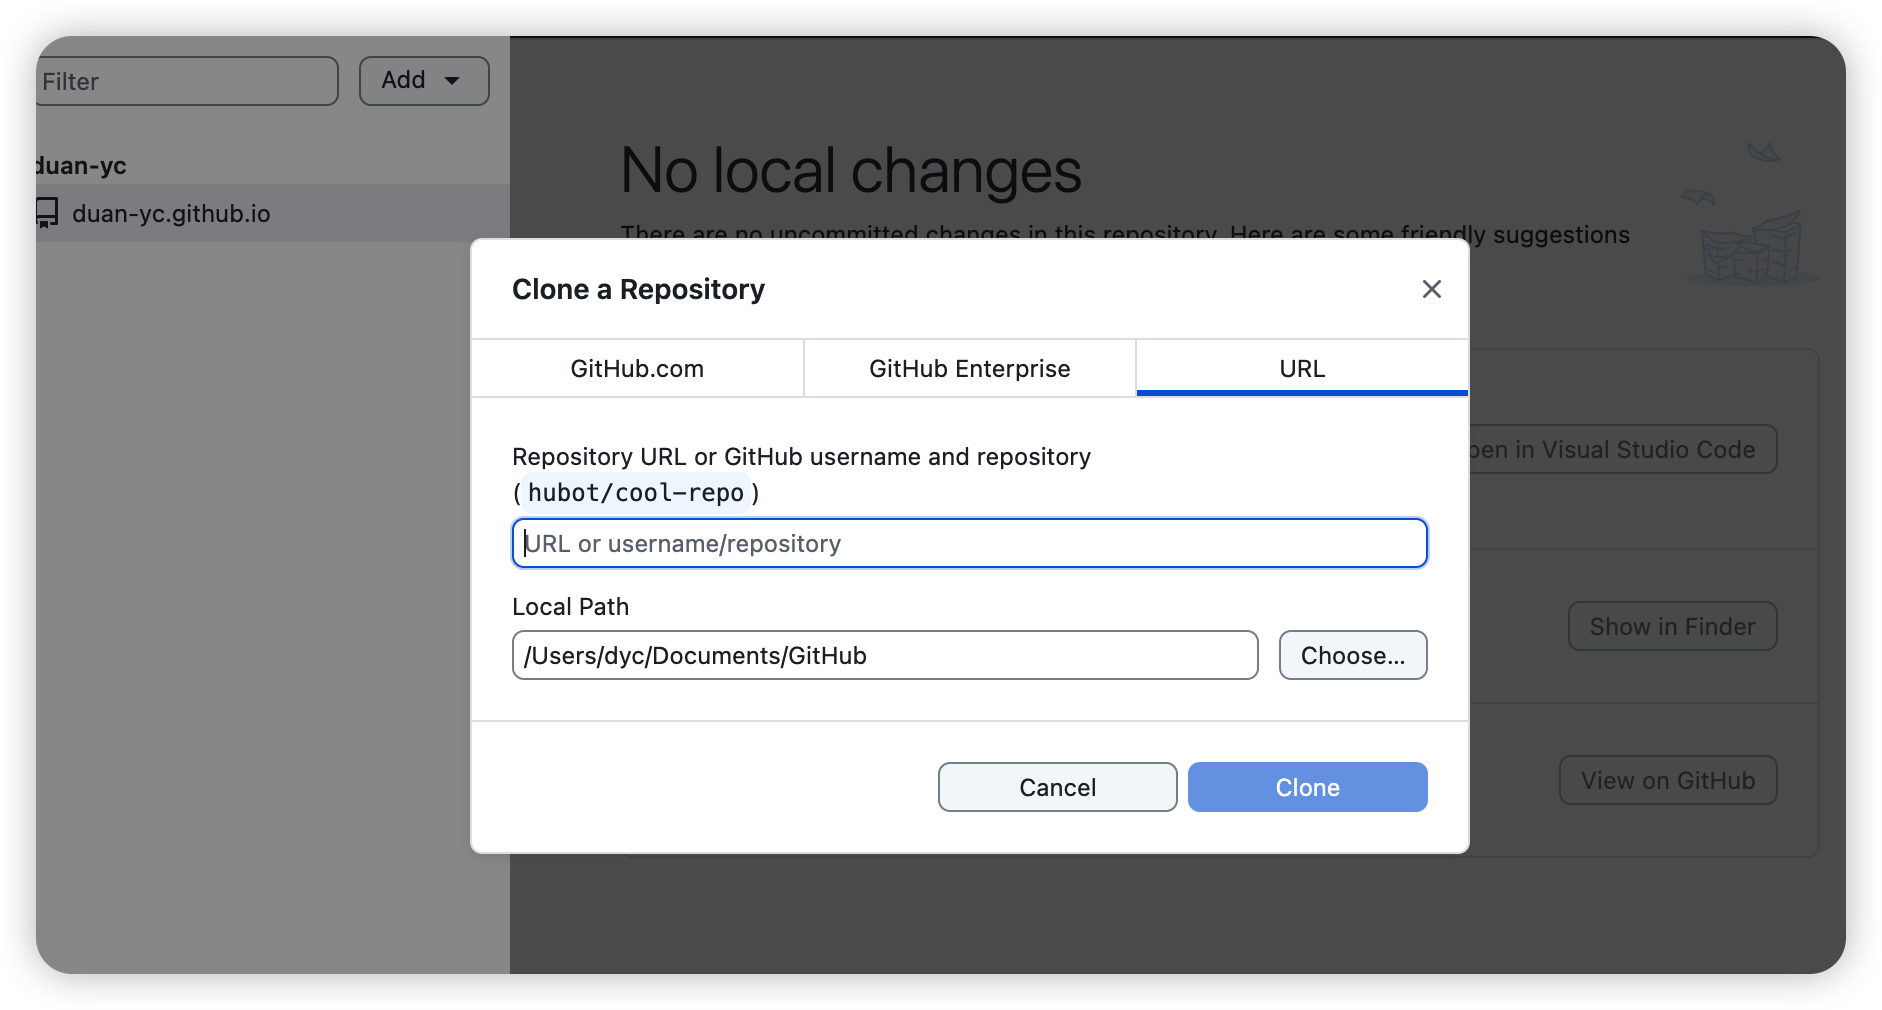 Filter
Add
duan-yc
duan-yc.github.io
No local changes
There are no uncommitted changes in this repository. Here are some friendly suggestions
Clone a Repository
GitHub.com
GitHub Enterprise
URL
Repository URL or GitHub username and repository
(hubot/cool-repo)
URL or username/repository
Local Path
/Users/dyc/Documents/GitHub
Choose...
Cancel
Clone
pen in Visual Studio Code
Show in Finder
View on GitHub